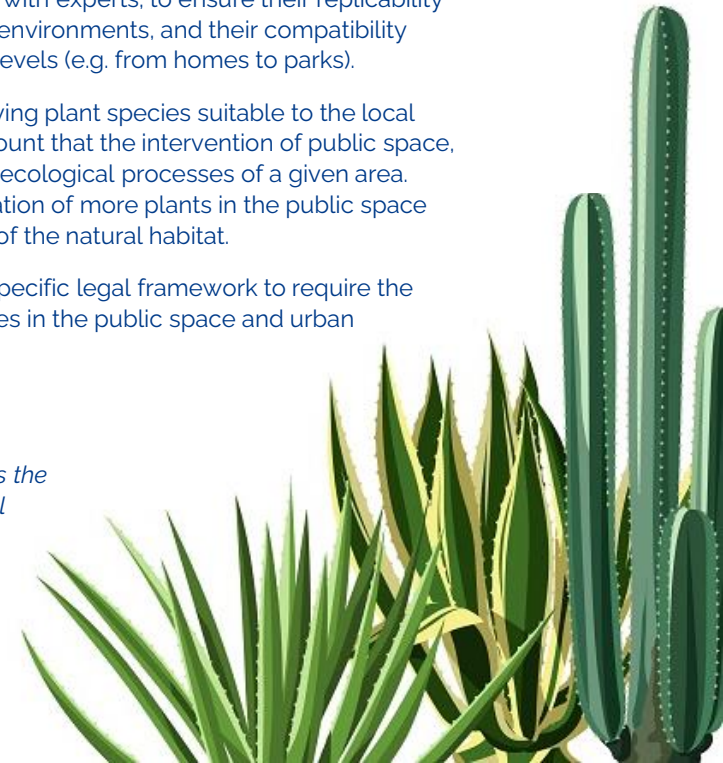 with experts, to ensure their replicability
environments, and their compatibility
evels (e.g. from homes to parks).
ving plant species suitable to the local
ount that the intervention of public space,
ecological processes of a given area.
ation of more plants in the public space
of the natural habitat.
pecific legal framework to require the
es in the public space and urban
s the
l